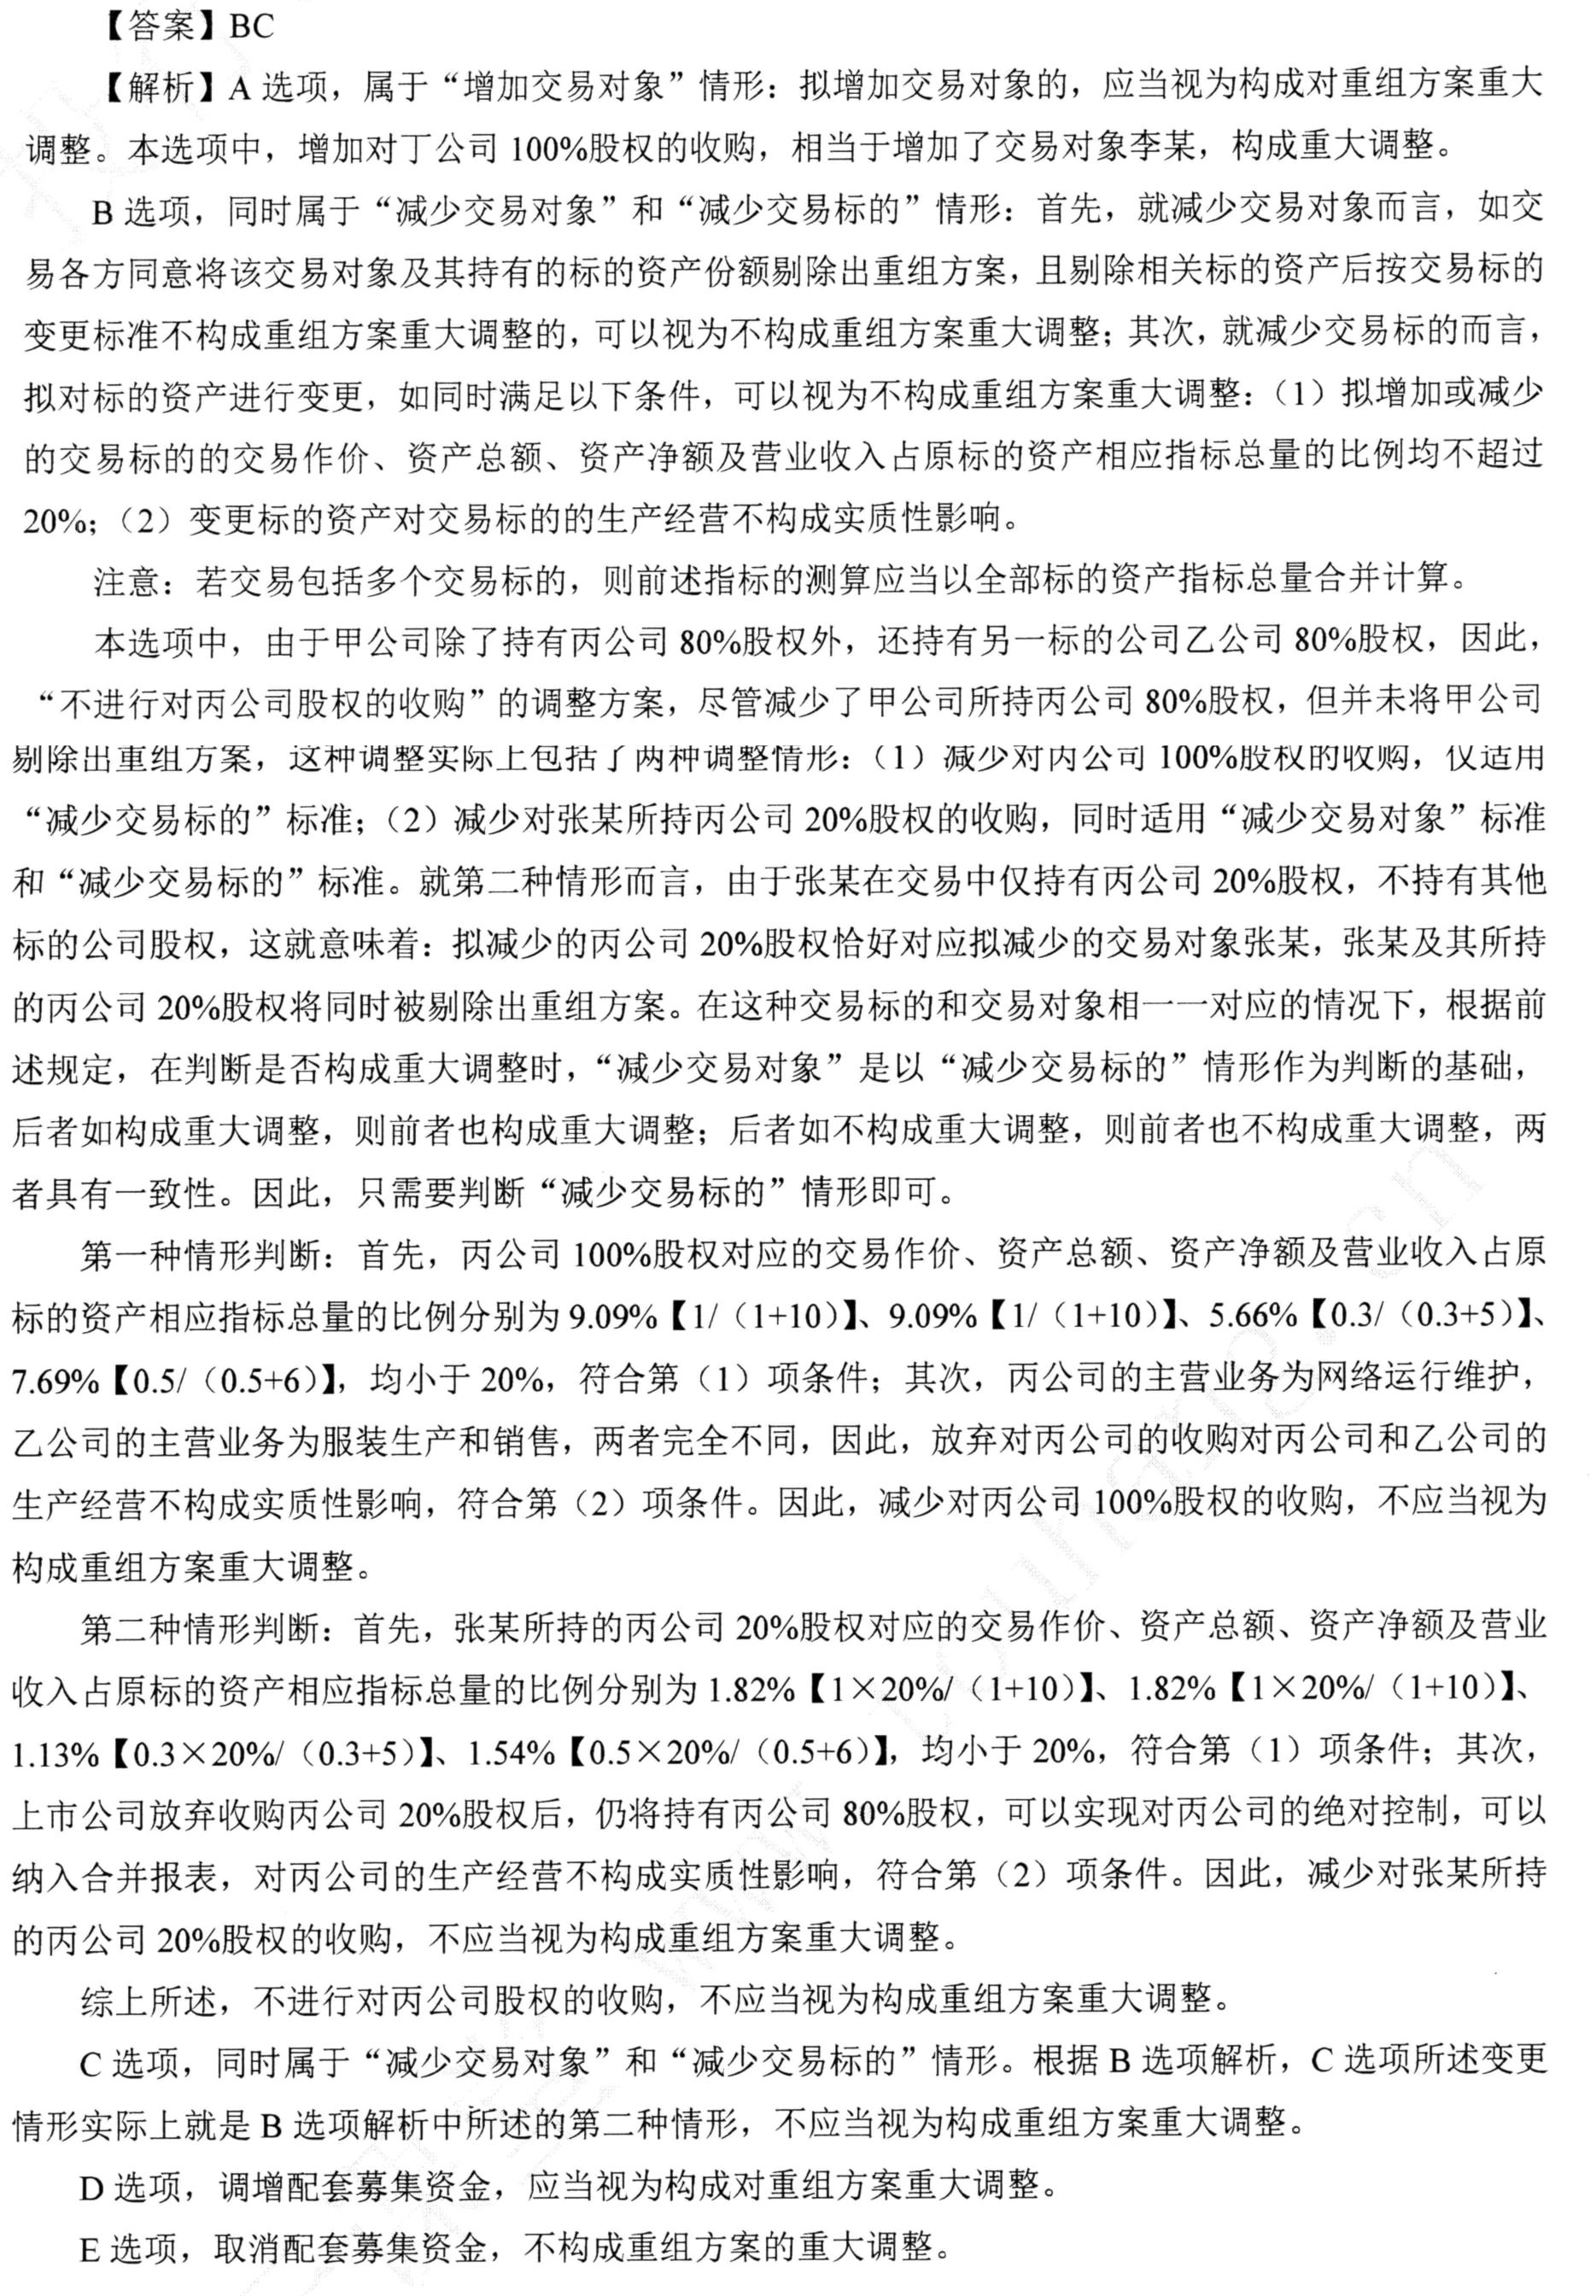 【答案】BC
【解析】A 选项，属于“增加交易对象”情形：拟增加交易对象的，应当视为构成对重组方案重大
调整。本选项中，增加对丁公司 100%股权的收购，相当于增加了交易对象李某，构成重大调整。
B 选项，同时属于“减少交易对象”和“减少交易标的”情形：首先，就减少交易对象而言，如交
易各方同意将该交易对象及其持有的标的资产份额剔除出重组方案，且剔除相关标的资产后按交易标的
变更标准不构成重组方案重大调整的，可以视为不构成重组方案重大调整；其次，就减少交易标的而言，
拟对标的资产进行变更，如同时满足以下条件，可以视为不构成重组方案重大调整：（1）拟增加或减少
的交易标的的交易作价、资产总额、资产净额及营业收入占原标的资产相应指标总量的比例均不超过
20%；（2）变更标的资产对交易标的的生产经营不构成实质性影响。
注意：若交易包括多个交易标的，则前述指标的测算应当以全部标的资产指标总量合并计算。
本选项中，由于甲公司除了持有丙公司 80%股权外，还持有另一标的公司乙公司 80%股权，因此，
“不进行对丙公司股权的收购”的调整方案，尽管减少了甲公司所持丙公司 80%股权，但并未将甲公司
剔除出重组方案，这种调整实际上包括了两种调整情形：（1）减少对丙公司 100%股权的收购，仅适用
“减少交易标的”标准；（2）减少对张某所持丙公司 20%股权的收购，同时适用“减少交易对象”标准
和“减少交易标的”标准。就第二种情形而言，由于张某在交易中仅持有丙公司 20%股权，不持有其他
标的公司股权，这就意味着：拟减少的丙公司 20%股权恰好对应拟减少的交易对象张某，张某及其所持
的丙公司 20%股权将同时被剔除出重组方案。在这种交易标的和交易对象相一一对应的情况下，根据前
述规定，在判断是否构成重大调整时，“减少交易对象”是以“减少交易标的”情形作为判断的基础，
后者如构成重大调整，则前者也构成重大调整；后者如不构成重大调整，则前者也不构成重大调整，两
者具有一致性。因此，只需要判断“减少交易标的”情形即可。
第一种情形判断：首先，丙公司 100%股权对应的交易作价、资产总额、资产净额及营业收入占原
标的资产相应指标总量的比例分别为 9.09%【1/（1+10）】、9.09%【1/（1+10）】、5.66%【0.3/（0.3+5）】、
7.69%【0.5/（0.5+6）】，均小于 20%，符合第（1）项条件；其次，丙公司的主营业务为网络运行维护，
乙公司的主营业务为服装生产和销售，两者完全不同，因此，放弃对丙公司的收购对丙公司和乙公司的
生产经营不构成实质性影响，符合第（2）项条件。因此，减少对丙公司 100%股权的收购，不应当视为
构成重组方案重大调整。
第二种情形判断：首先，张某所持的丙公司 20%股权对应的交易作价、资产总额、资产净额及营业
收入占原标的资产相应指标总量的比例分别为 1.82%【1×20%/（1+10）】、1.82%【1×20%/（1+10）】、
1.13%【0.3×20%/（0.3+5）】、1.54%【0.5×20%/（0.5+6）】，均小于 20%，符合第（1）项条件；其次，
上市公司放弃收购丙公司 20%股权后，仍将持有丙公司 80%股权，可以实现对丙公司的绝对控制，可以
纳入合并报表，对丙公司的生产经营不构成实质性影响，符合第（2）项条件。因此，减少对张某所持
的丙公司 20%股权的收购，不应当视为构成重组方案重大调整。
综上所述，不进行对丙公司股权的收购，不应当视为构成重组方案重大调整。
C 选项，同时属于“减少交易对象”和“减少交易标的”情形。根据 B 选项解析，C 选项所述变更
情形实际上就是 B 选项解析中所述的第二种情形，不应当视为构成重组方案重大调整。
D 选项，调增配套募集资金，应当视为构成对重组方案重大调整。
E 选项，取消配套募集资金，不构成重组方案的重大调整。